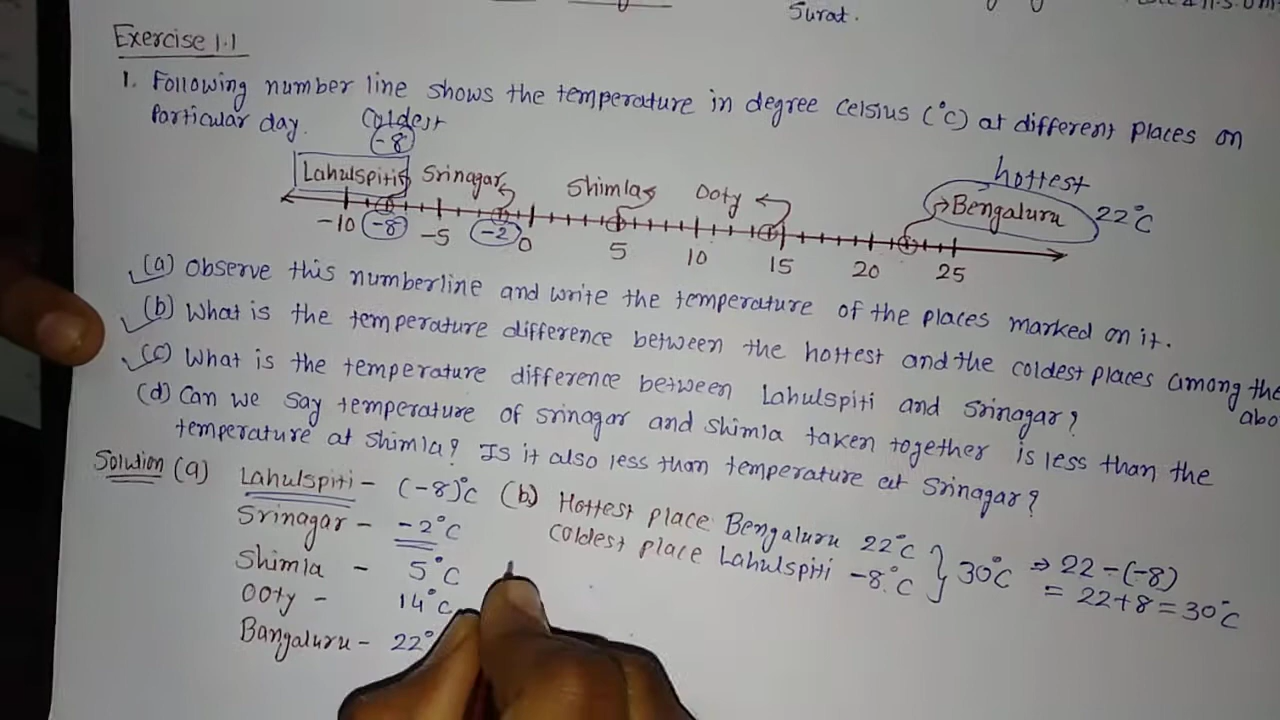 Surat.
Exercise 1.1
1. Following number line shows the temperature in degree celsius (°C) at different places on
Particular day.
Coldest
-8
hottest
Lahulspitis Srinagar Shimla Ooty Bengaluru 22°C
-10 -8 -5 -2 0 5 10 15 20 25
(a) Observe this numberline and write the temperature of the places marked on it.
(b) What is the temperature difference between the hottest and the coldest places among the
abo
(c) What is the temperature difference between Lahulspiti and Srinagar?
(d) Can we say temperature of srinagar and shimla taken together is less than the
temperature at shimla? Is it also less than temperature at Srinagar?
Solution (a) Lahulspiti - (-8)°C
Srinagar - -2°C
Shimla - 5°C
Ooty - 14°C
Bangaluru - 22°
(b) Hottest place Bengaluru 22°C
coldest place Lahulspiti -8°C } 30°C ⇒ 22-(-8)
= 22+8 = 30°C